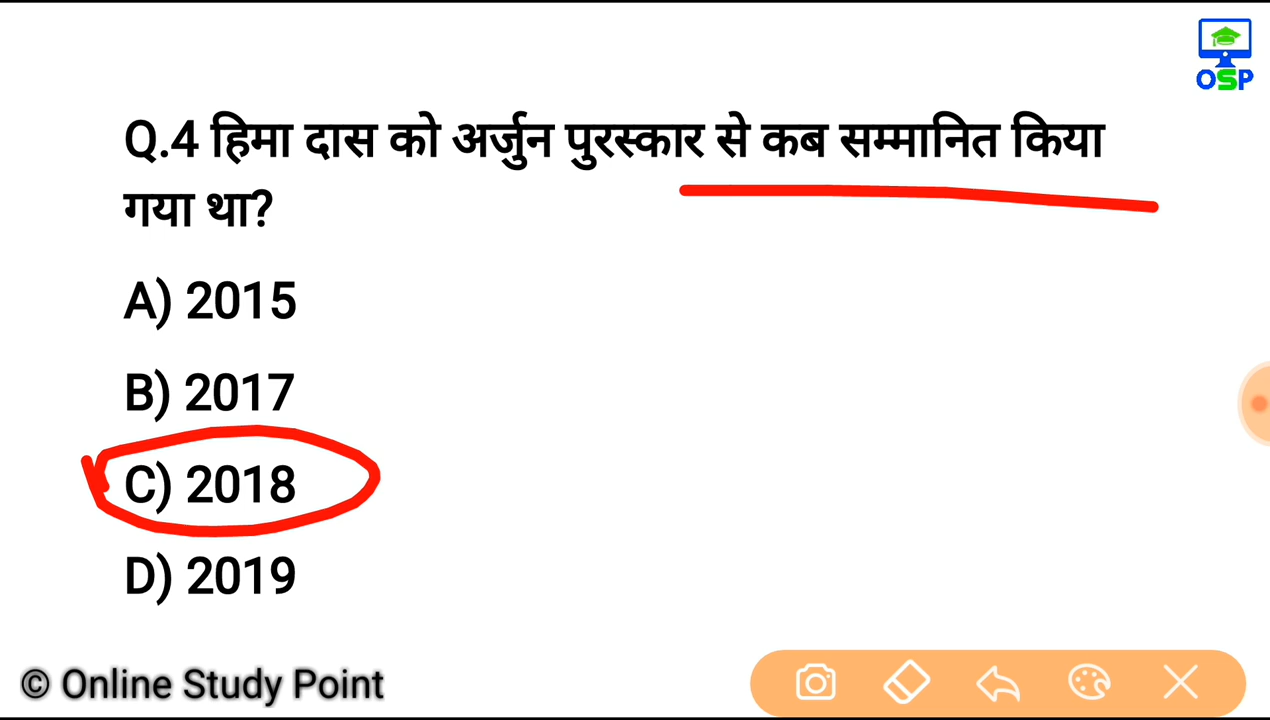 OSP
Q.4 हिमा दास को अर्जुन पुरस्कार से कब सम्मानित किया
गया था?
A) 2015
B) 2017
C) 2018
D) 2019
© Online Study Point